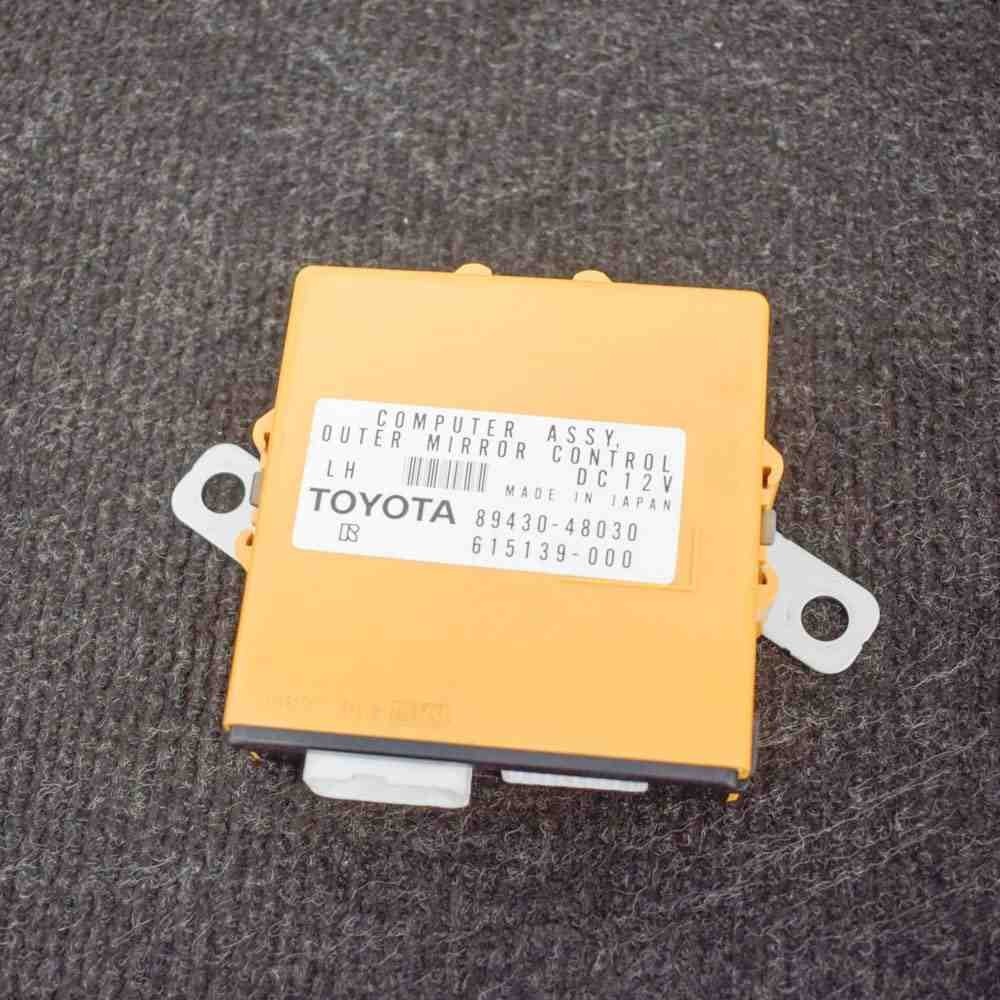 COMPUTER ASSY,
OUTER MIRROR CONTROL
LH DC12V
MADE IN JAPAN
TOYOTA 89430-48030
R 615139-000